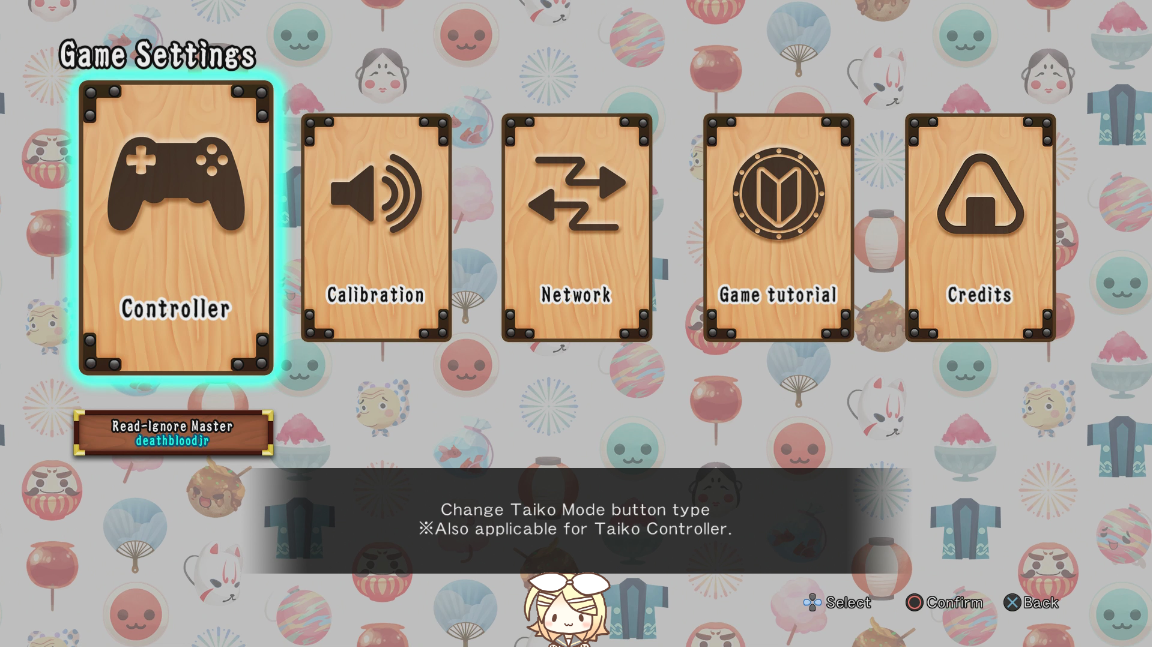 Game Settings
Controller
Calibration
Network
Game tutorial
Credits
Read-Ignore Master
deathbloodjr
Change Taiko Mode button type
※Also applicable for Taiko Controller.
Select
Confirm
Back